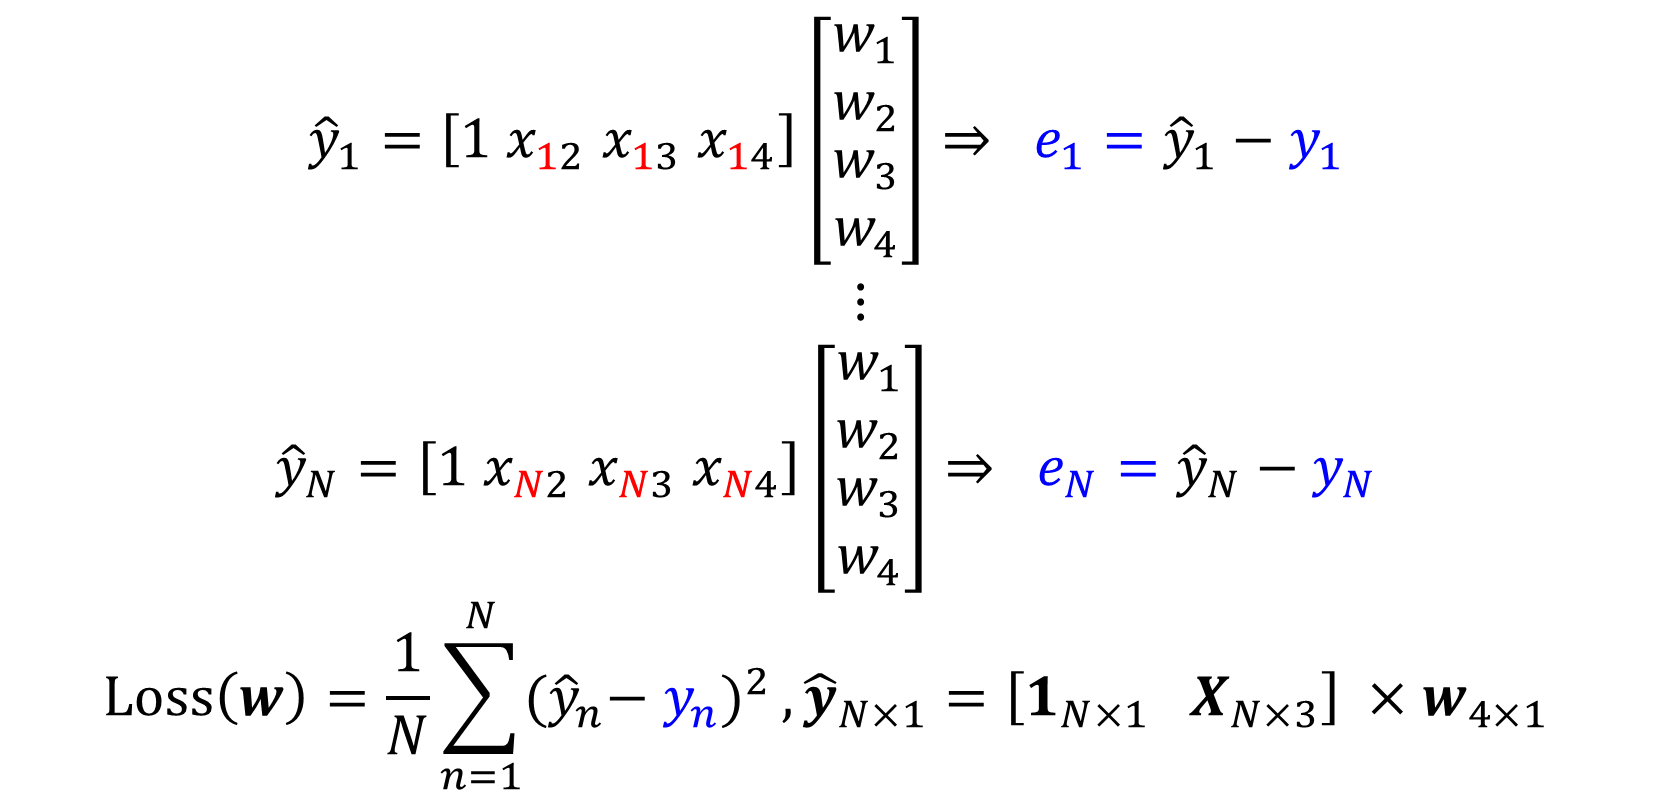 ŷ₁ = [1 x₁₂ x₁₃ x₁₄] [w₁ w₂ w₃ w₄] ⇒ e₁ = ŷ₁ − y₁
⋮
ŷ_N = [1 x_N2 x_N3 x_N4] [w₁ w₂ w₃ w₄] ⇒ e_N = ŷ_N − y_N
Loss(w) = 1/N ∑_{n=1}^{N} (ŷ_n − y_n)², ŷ_{N×1} = [1_{N×1} X_{N×3}] × w_{4×1}